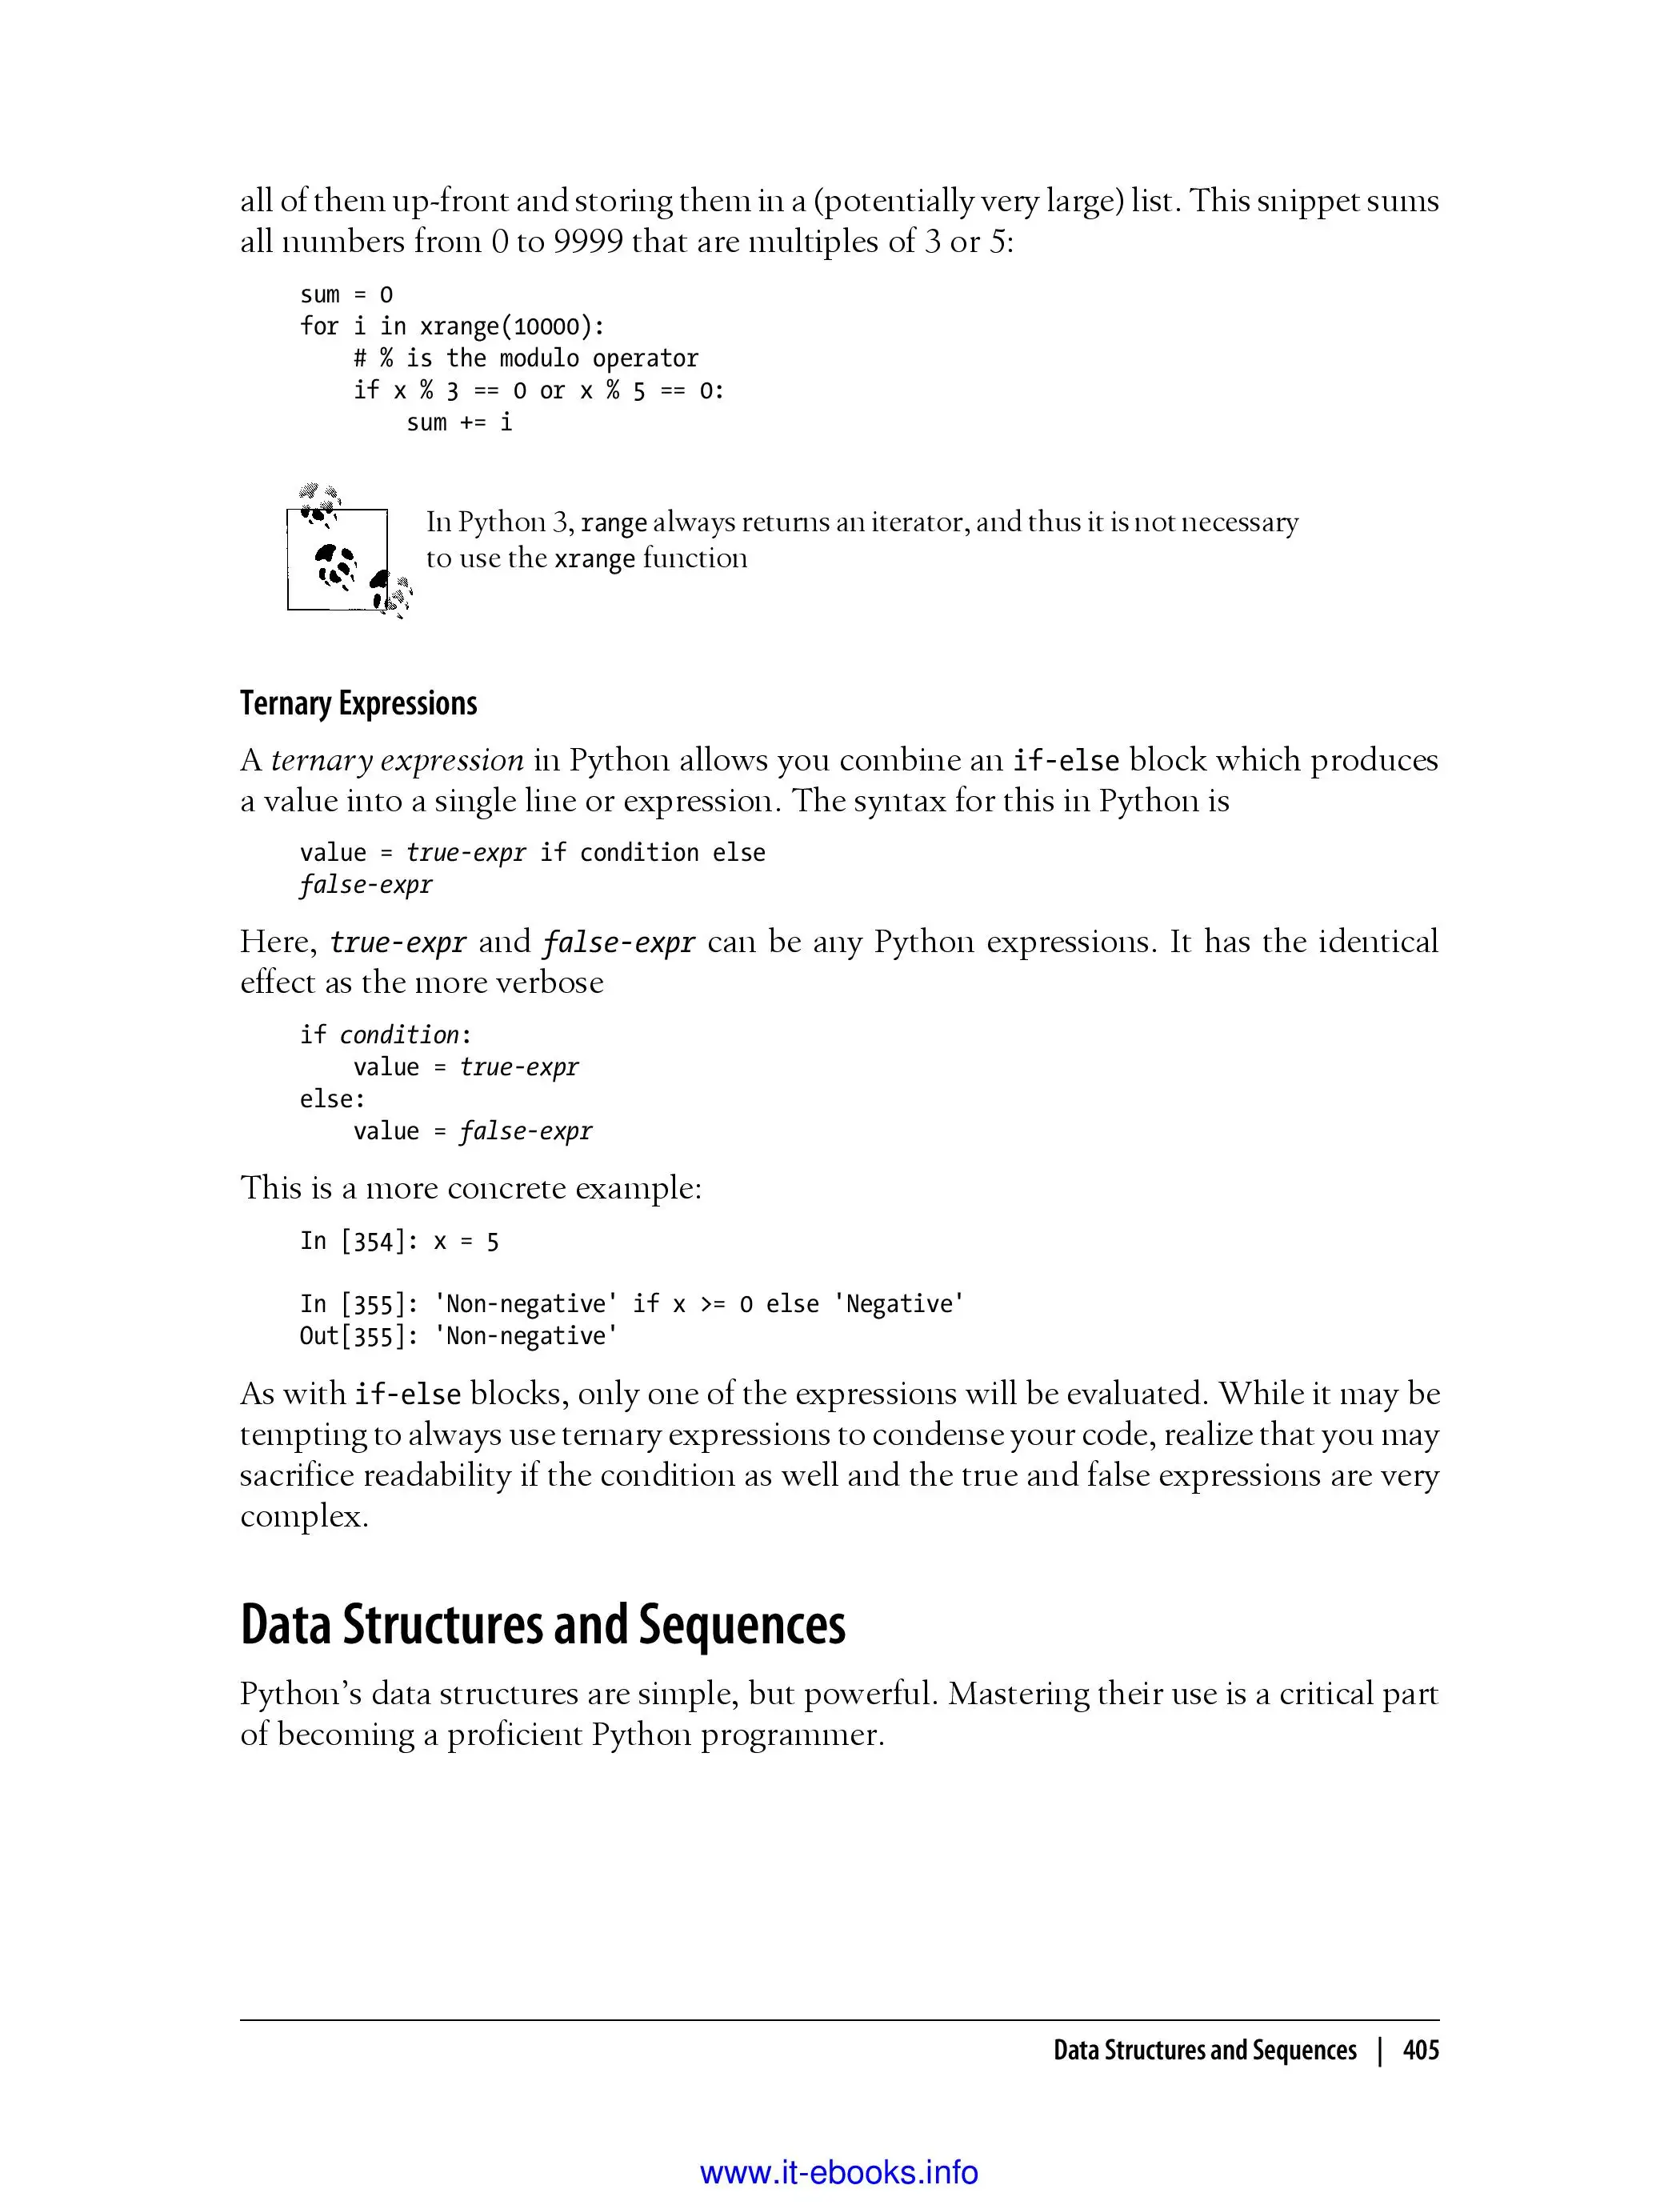 all of them up-front and storing them in a (potentially very large) list. This snippet sums
all numbers from 0 to 9999 that are multiples of 3 or 5:
sum = 0
for i in xrange(10000):
    # % is the modulo operator
    if x % 3 == 0 or x % 5 == 0:
        sum += i
In Python 3, range always returns an iterator, and thus it is not necessary
to use the xrange function
Ternary Expressions
A ternary expression in Python allows you combine an if-else block which produces
a value into a single line or expression. The syntax for this in Python is
value = true-expr if condition else
false-expr
Here, true-expr and false-expr can be any Python expressions. It has the identical
effect as the more verbose
if condition:
    value = true-expr
else:
    value = false-expr
This is a more concrete example:
In [354]: x = 5
In [355]: 'Non-negative' if x >= 0 else 'Negative'
Out[355]: 'Non-negative'
As with if-else blocks, only one of the expressions will be evaluated. While it may be
tempting to always use ternary expressions to condense your code, realize that you may
sacrifice readability if the condition as well and the true and false expressions are very
complex.
Data Structures and Sequences
Python’s data structures are simple, but powerful. Mastering their use is a critical part
of becoming a proficient Python programmer.
Data Structures and Sequences | 405
www.it-ebooks.info